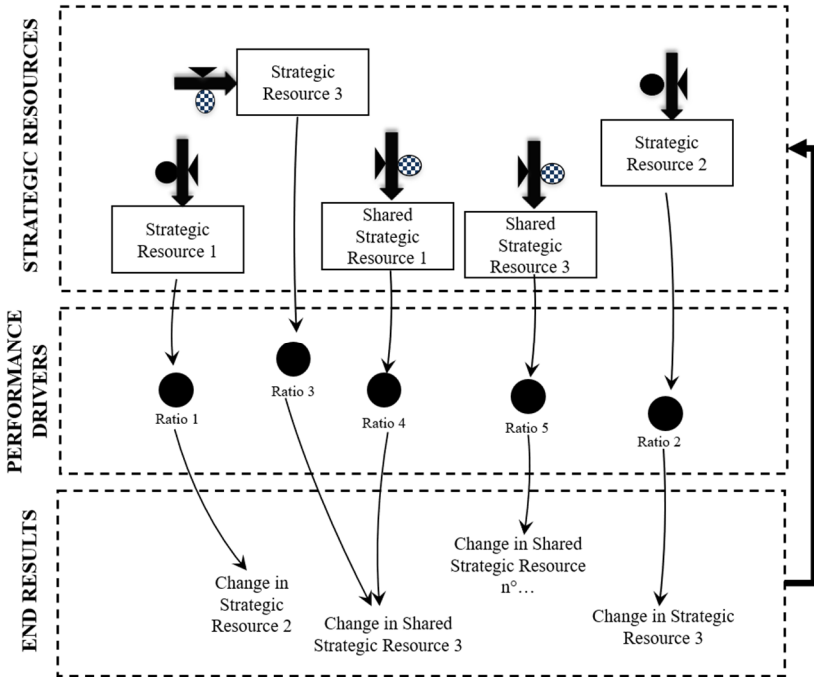 STRATEGIC RESOURCES
Strategic
Resource 3
Strategic
Resource 2
Strategic
Resource 1
Shared
Strategic
Resource 1
Shared
Strategic
Resource 3
PERFORMANCE
DRIVERS
Ratio 1
Ratio 3
Ratio 4
Ratio 5
Ratio 2
END RESULTS
Change in
Strategic
Resource 2
Change in Shared
Strategic Resource 3
Change in Shared
Strategic Resource
n°...
Change in Strategic
Resource 3